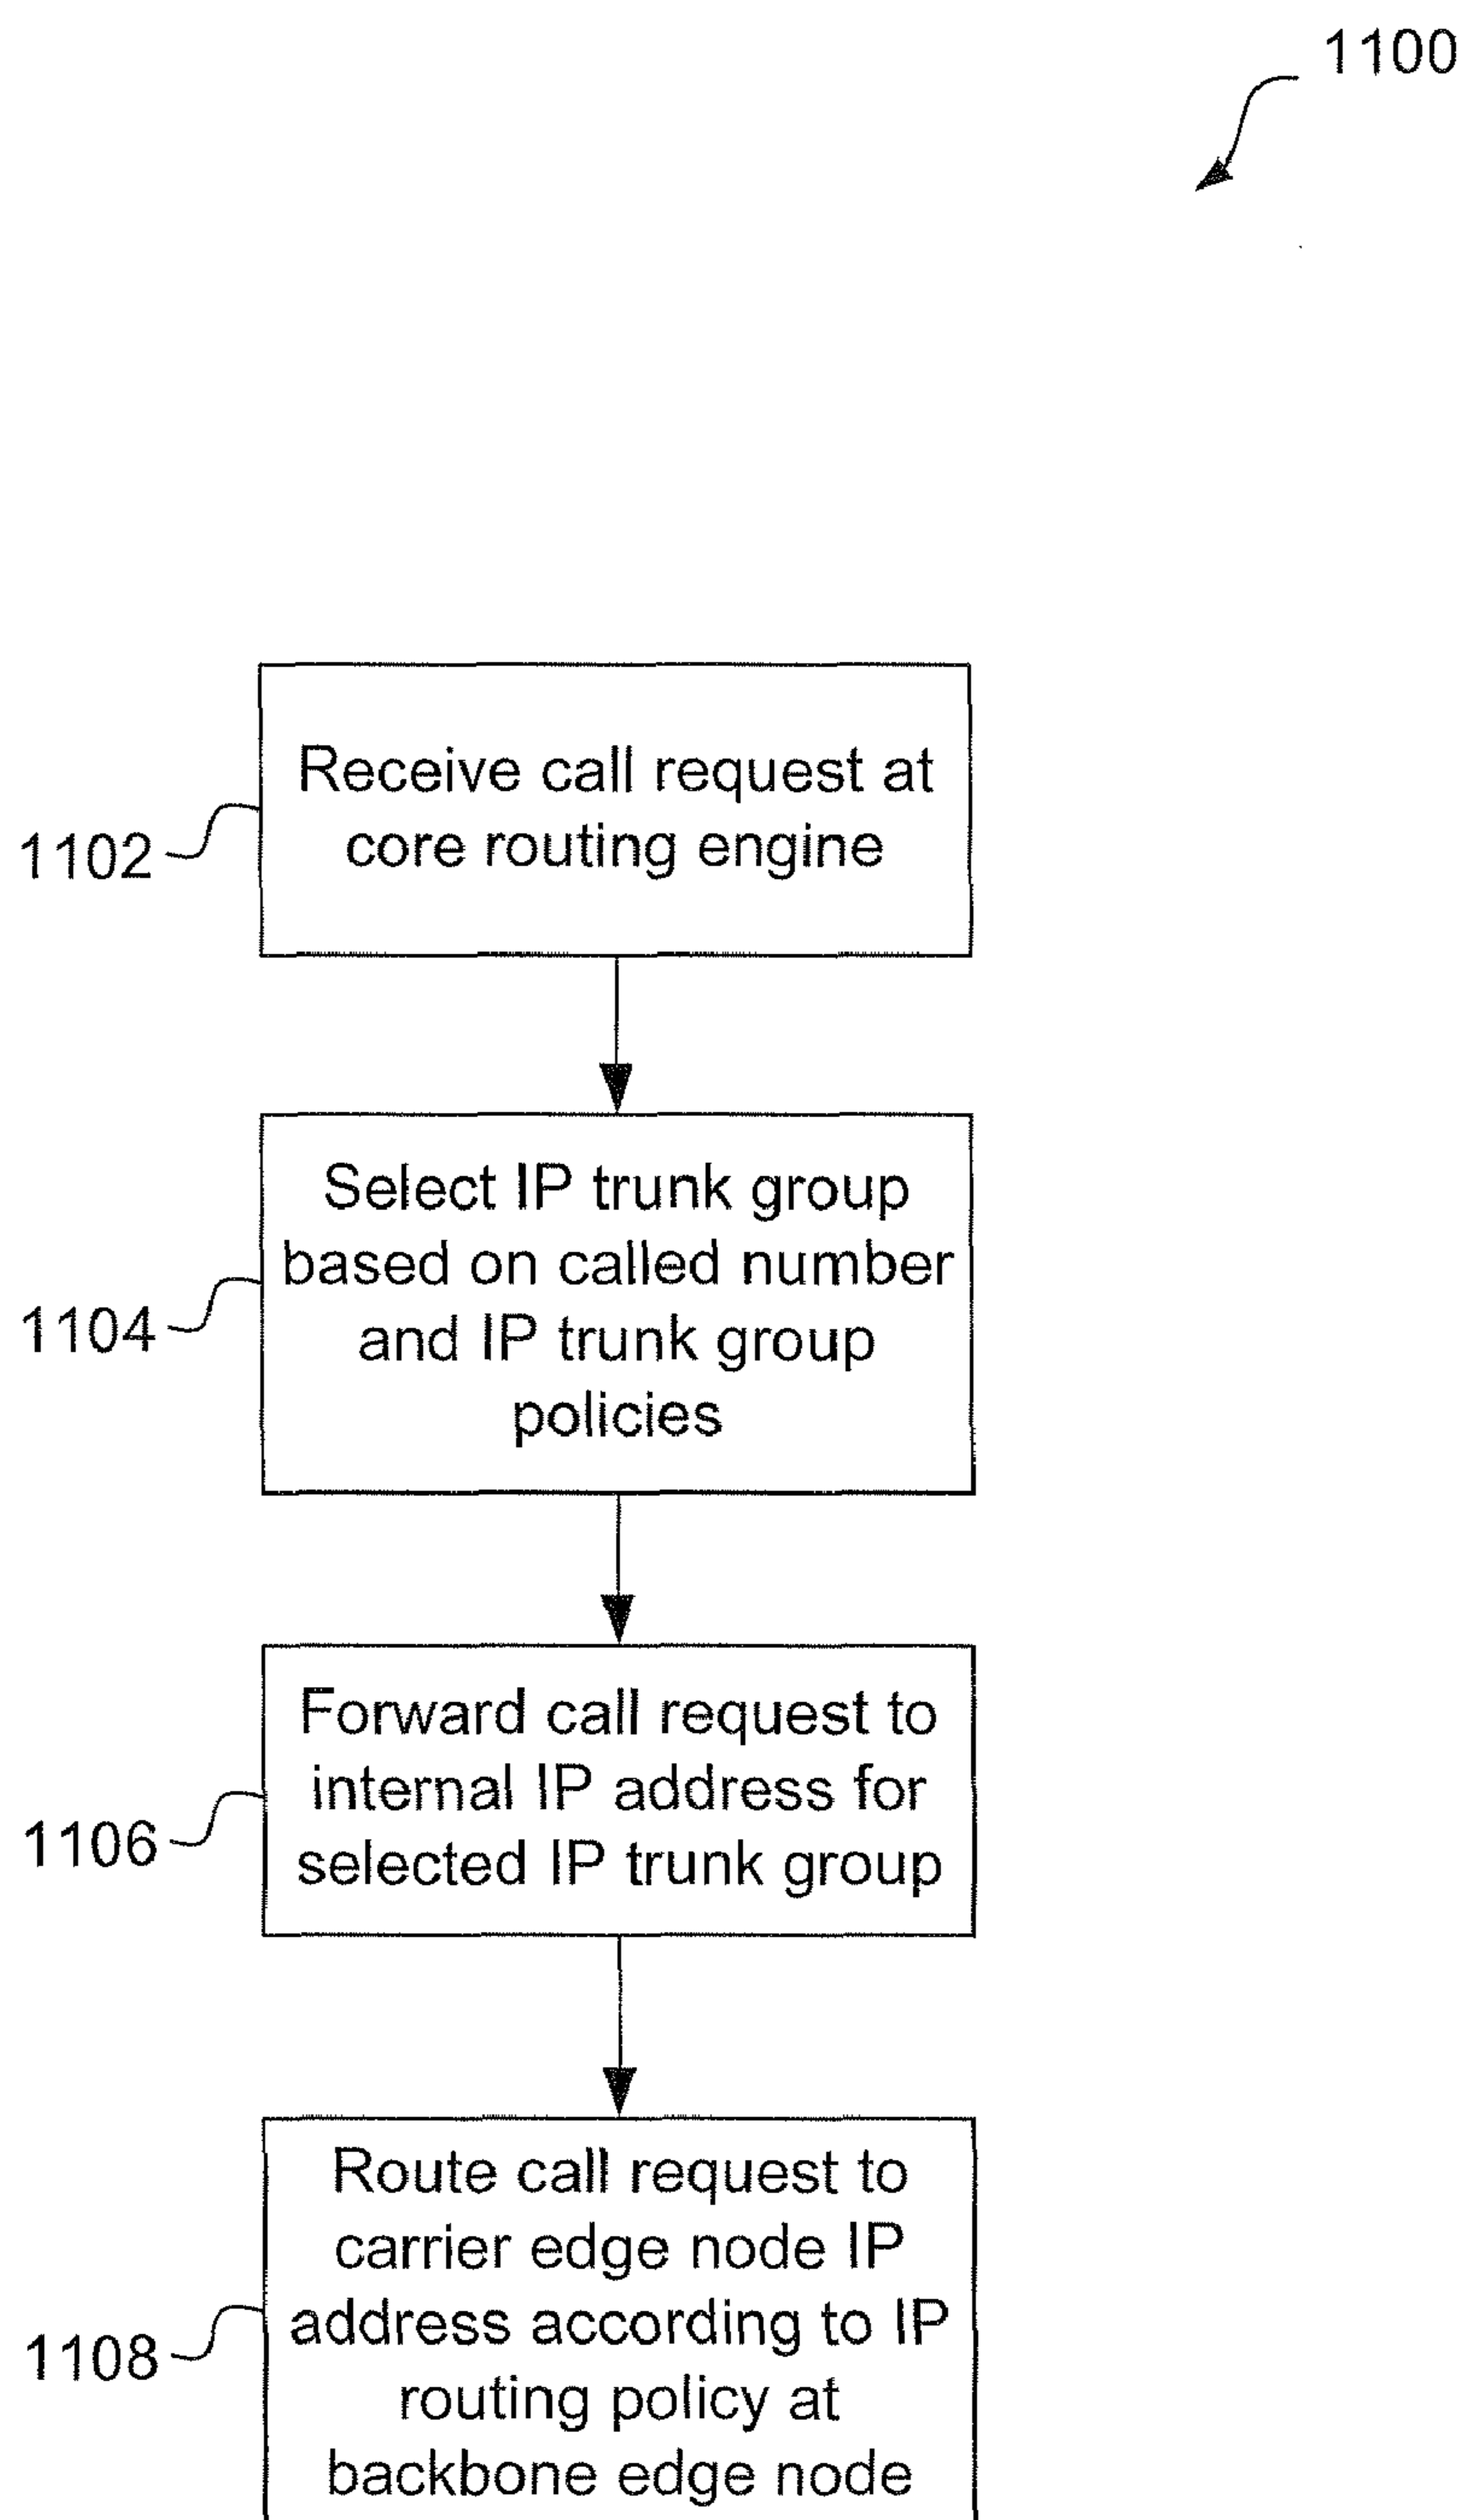 1100
Receive call request at
core routing engine
1102
Select IP trunk group
based on called number
and IP trunk group
policies
1104
Forward call request to
internal IP address for
selected IP trunk group
1106
Route call request to
carrier edge node IP
address according to IP
routing policy at
backbone edge node
1108